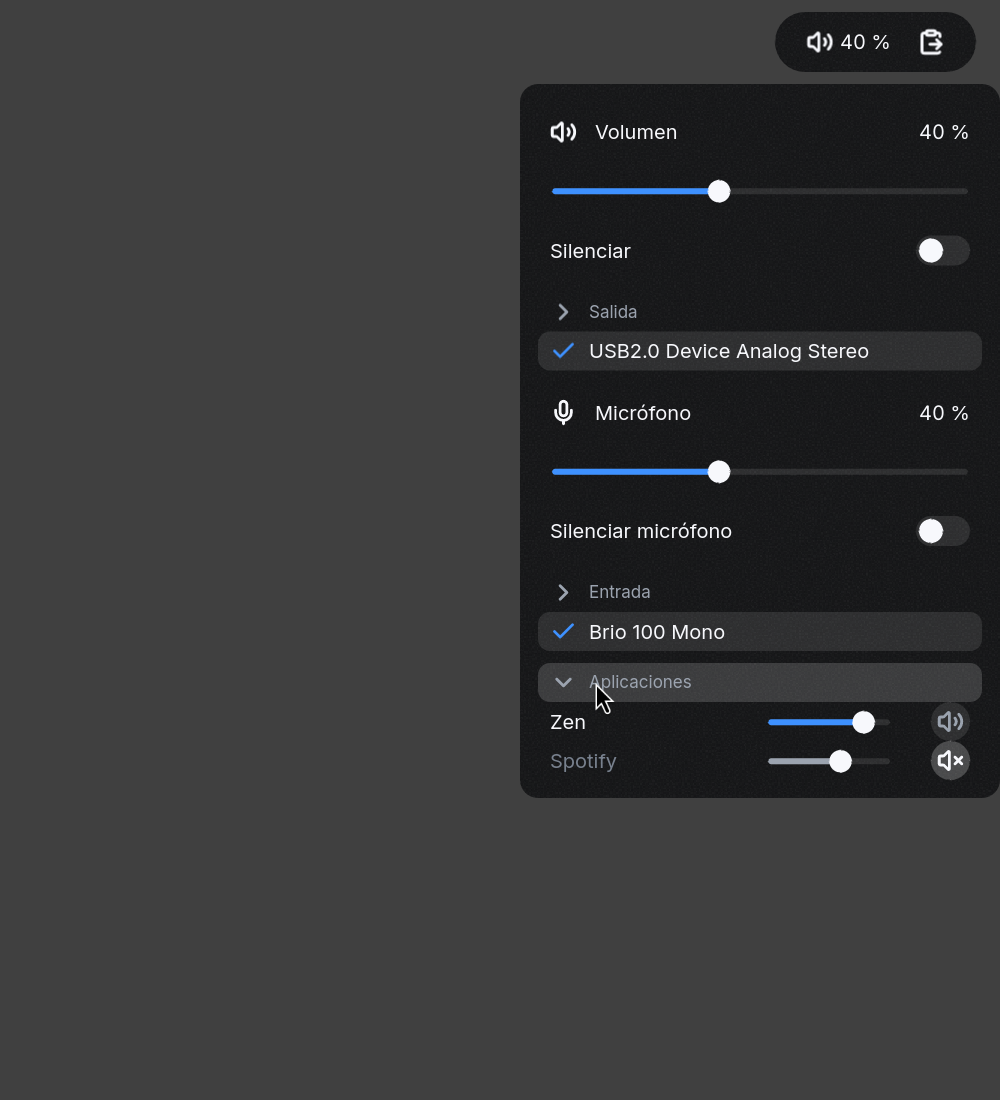 40 %
Volumen 40 %
Silenciar
Salida
USB2.0 Device Analog Stereo
Micrófono 40 %
Silenciar micrófono
Entrada
Brio 100 Mono
Aplicaciones
Zen
Spotify